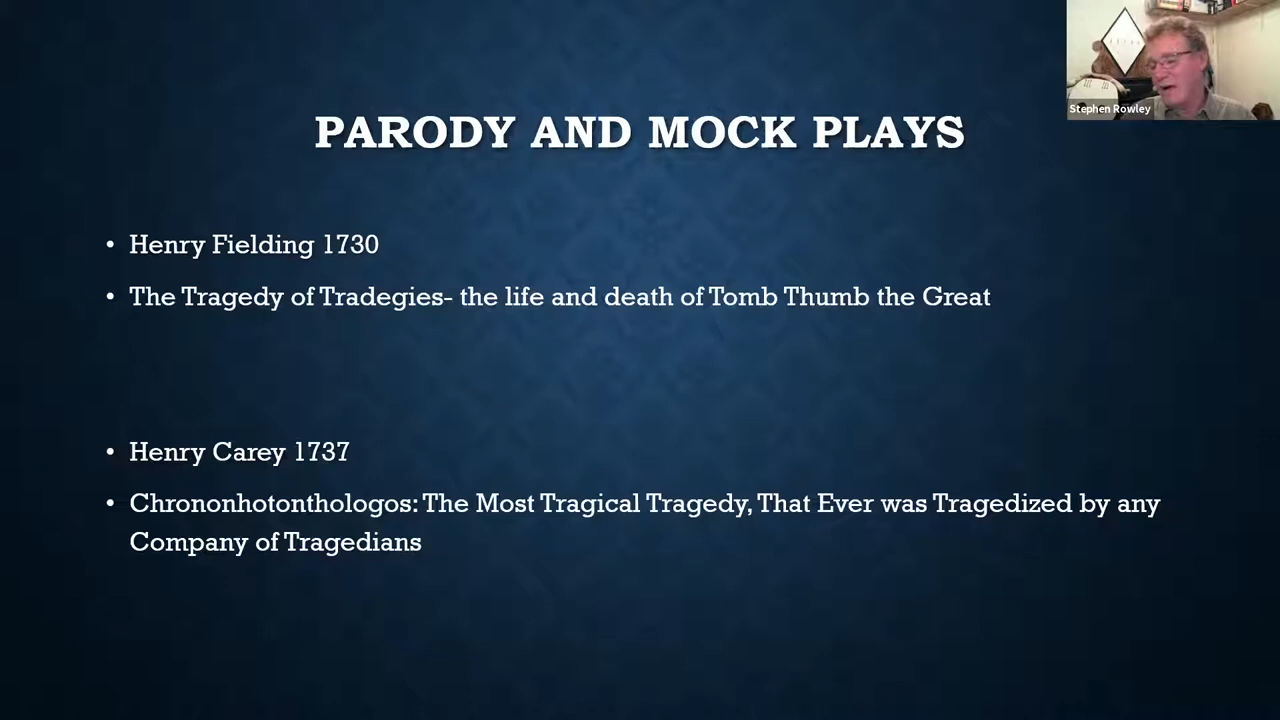 PARODY AND MOCK PLAYS
Stephen Rowley
• Henry Fielding 1730
• The Tragedy of Tradegies- the life and death of Tomb Thumb the Great
• Henry Carey 1737
• Chrononhotonthologos: The Most Tragical Tragedy, That Ever was Tragedized by any
Company of Tragedians